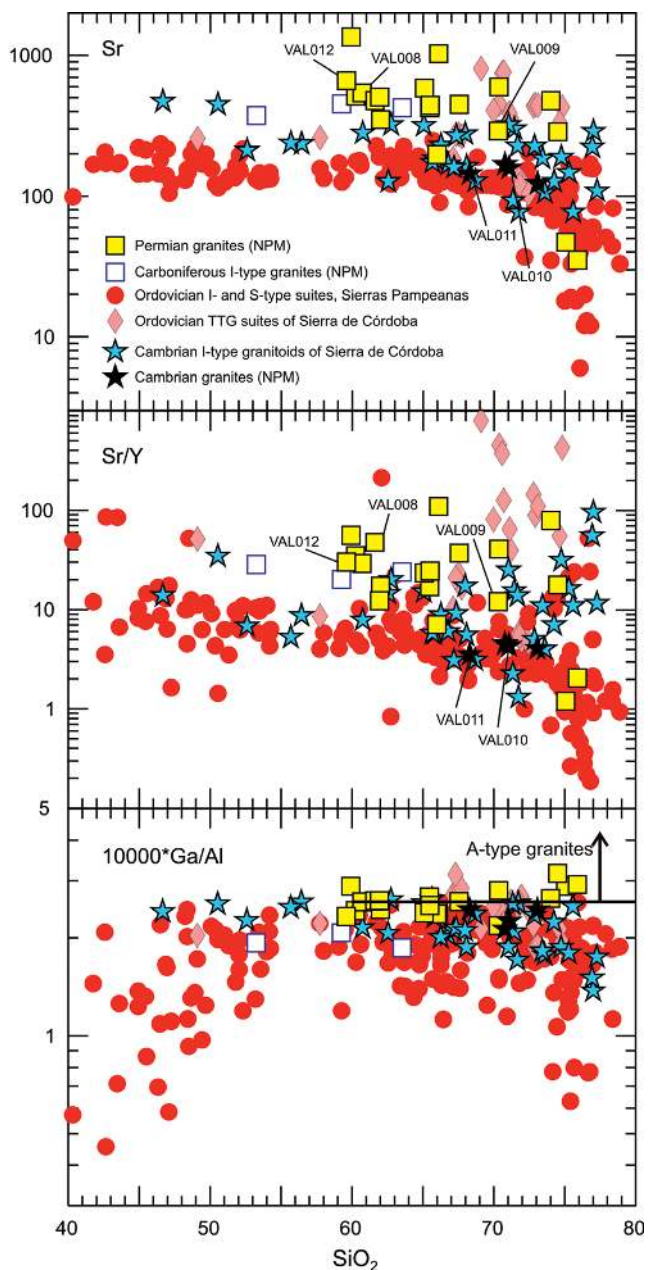 Sr
1000
VAL012
VAL008
VAL009
100
VAL011
VAL010
Permian granites (NPM)
Carboniferous I-type granites (NPM)
Ordovician I- and S-type suites, Sierras Pampeanas
Ordovician TTG suites of Sierra de Córdoba
Cambrian I-type granitoids of Sierra de Córdoba
Cambrian granites (NPM)
10
Sr/Y
100
VAL012
VAL008
VAL009
10
VAL011
VAL010
1
5
10000*Ga/Al
A-type granites
1
40 50 60 70 80
SiO2